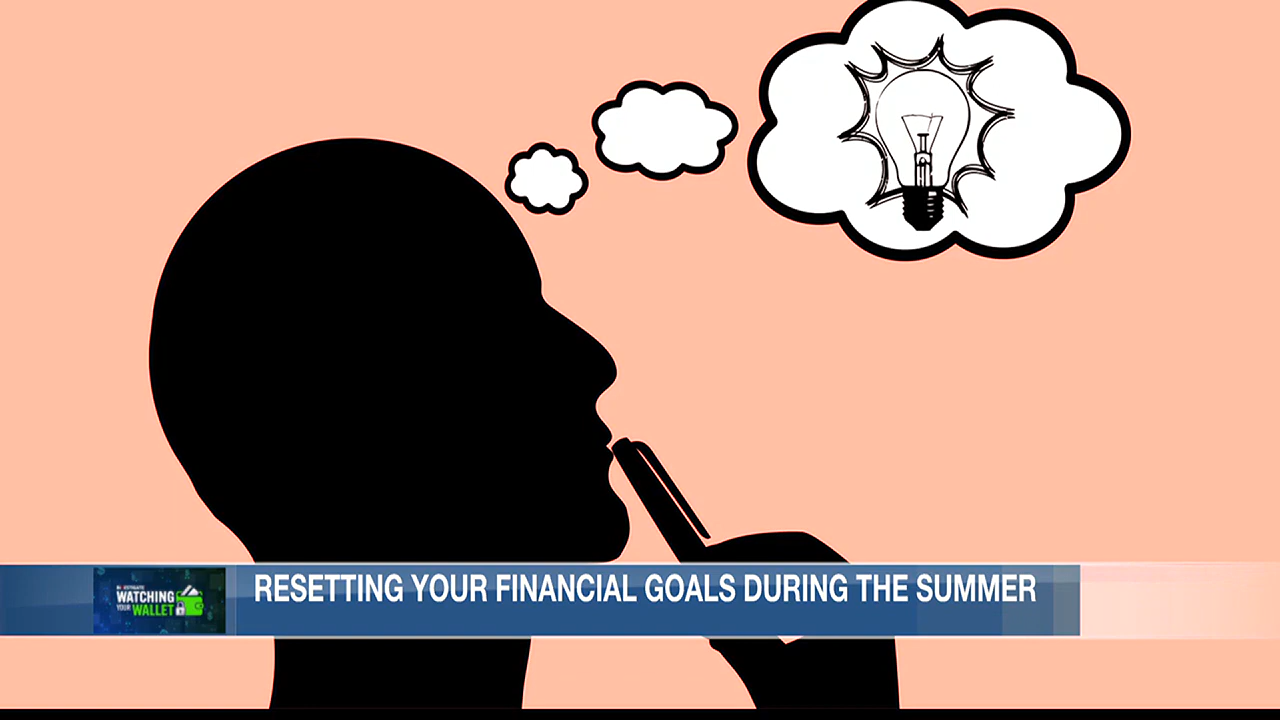 WATCHING
YOUR WALLET
RESETTING YOUR FINANCIAL GOALS DURING THE SUMMER